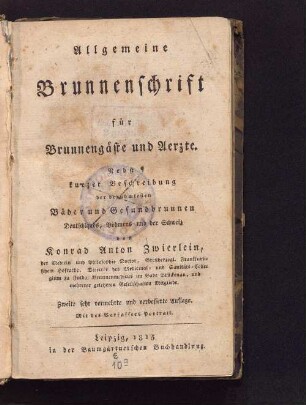 Allgemeine
Brunnenschrift
für
Brunnengäste und Aerzte.
Nebst
kurzer Beschreibung
der berühmtesten
Bäder und Gesundbrunnen
Deutschlands, Böhmens und der Schweiz
von
Konrad Anton Zwierlein,
der Medicin und Philosophie Doctor,
Zweite sehr vermehrte und verbesserte Auflage.
Mit des Verfassers Portrait.
Leipzig, 1815
in der Baumgärtnerschen Buchhandlung.